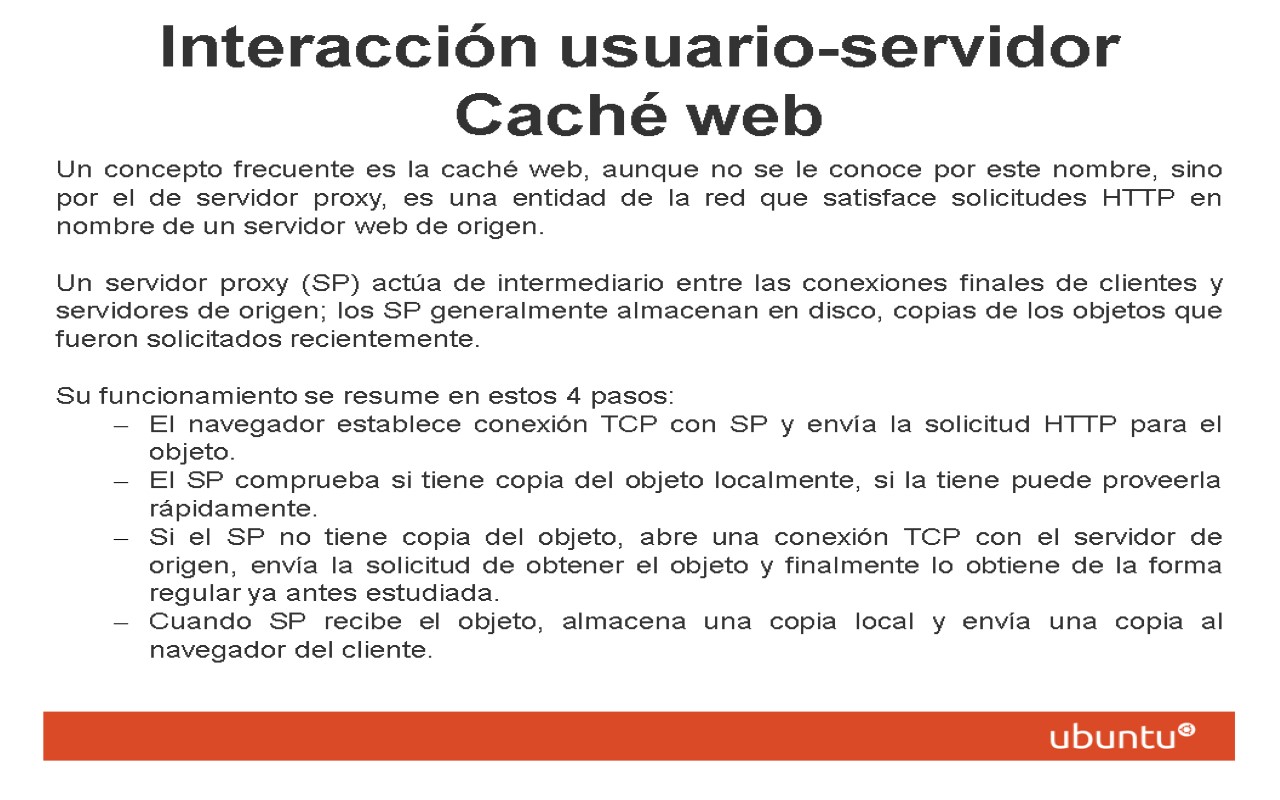 Interacción usuario-servidor
Caché web
Un concepto frecuente es la caché web, aunque no se le conoce por este nombre, sino
por el de servidor proxy, es una entidad de la red que satisface solicitudes HTTP en
nombre de un servidor web de origen.
Un servidor proxy (SP) actúa de intermediario entre las conexiones finales de clientes y
servidores de origen; los SP generalmente almacenan en disco, copias de los objetos que
fueron solicitados recientemente.
Su funcionamiento se resume en estos 4 pasos:
– El navegador establece conexión TCP con SP y envía la solicitud HTTP para el
objeto.
– El SP comprueba si tiene copia del objeto localmente, si la tiene puede proveerla
rápidamente.
– Si el SP no tiene copia del objeto, abre una conexión TCP con el servidor de
origen, envía la solicitud de obtener el objeto y finalmente lo obtiene de la forma
regular ya antes estudiada.
– Cuando SP recibe el objeto, almacena una copia local y envía una copia al
navegador del cliente.
ubuntu